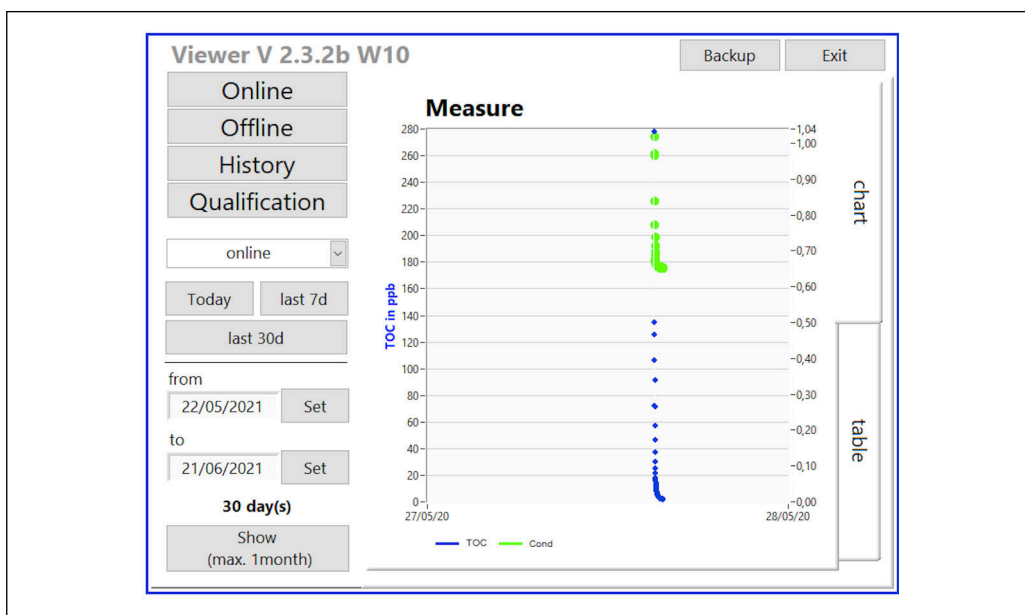 Viewer V 2.3.2b W10
Backup
Exit
Online
Offline
History
Qualification
online
Today
last 7d
last 30d
from
22/05/2021
Set
to
21/06/2021
Set
30 day(s)
Show
(max. 1month)
Measure
TOC in ppb
280
260
240
220
200
180
160
140
120
100
80
60
40
20
0
1,04
1,00
0,90
0,80
0,70
0,60
0,50
0,40
0,30
0,20
0,10
0,00
27/05/20
28/05/20
TOC
Cond
chart
table